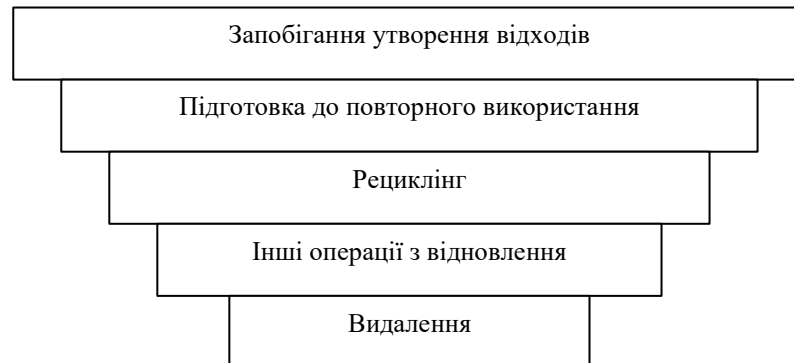 Запобігання утворення відходів
Підготовка до повторного використання
Рециклінг
Інші операції з відновлення
Видалення